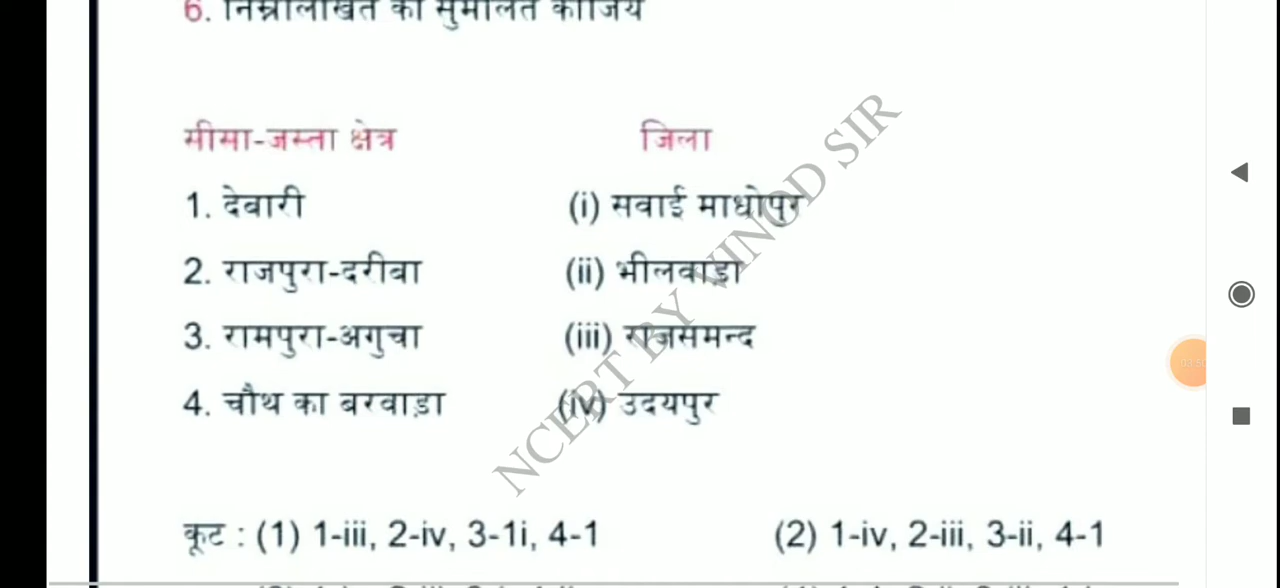 6. निम्नलिखित को सुमेलित कीजिये
सीसा-जस्ता क्षेत्र जिला
1. देबारी (i) सवाई माधोपुर
2. राजपुरा-दरीबा (ii) भीलवाड़ा
3. रामपुरा-अगुचा (iii) राजसमन्द
4. चौथ का बरवाड़ा (iv) उदयपुर
NCERT BY VINOD SIR
03:50
कूट : (1) 1-iii, 2-iv, 3-1i, 4-1 (2) 1-iv, 2-iii, 3-ii, 4-1